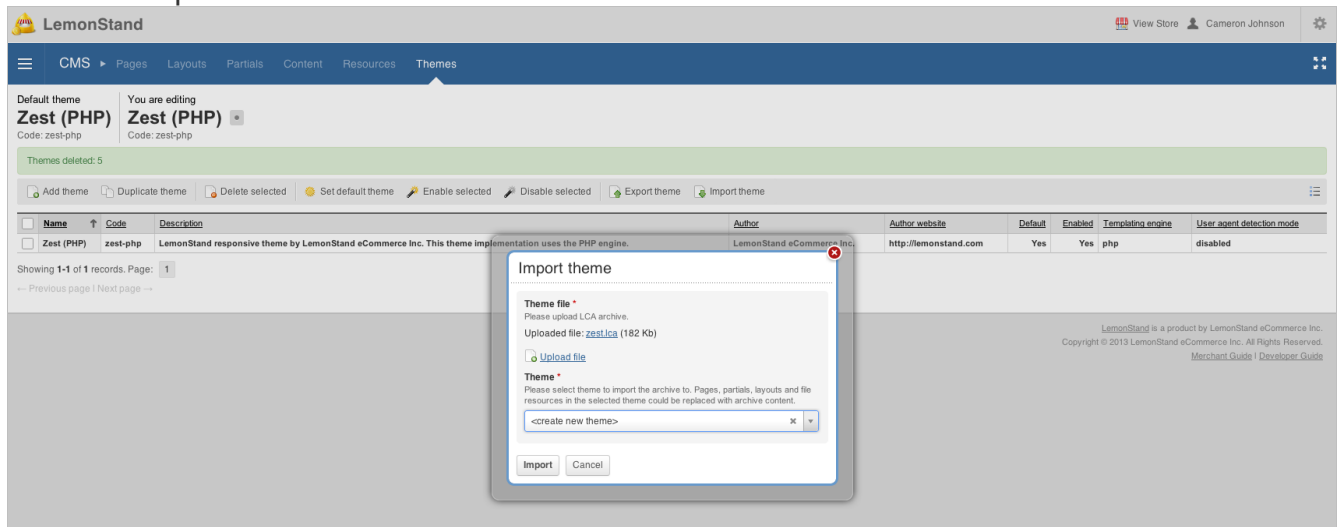 LemonStand
View Store Cameron Johnson
CMS ▸ Pages Layouts Partials Content Resources Themes
Default theme
Zest (PHP)
Code: zest-php
You are editing
Zest (PHP)
Code: zest-php
Themes deleted: 5
Add theme Duplicate theme Delete selected Set default theme Enable selected Disable selected Export theme Import theme
Name ↑ Code Description Author Author website Default Enabled Templating engine User agent detection mode
Zest (PHP) zest-php LemonStand responsive theme by LemonStand eCommerce Inc. This theme implementation uses the PHP engine. LemonStand eCommerce Inc. http://lemonstand.com Yes Yes php disabled
Showing 1-1 of 1 records. Page: 1
← Previous page | Next page →
Import theme
Theme file *
Please upload LCA archive.
Uploaded file: zest.lca (182 Kb)
Upload file
Theme *
Please select theme to import the archive to. Pages, partials, layouts and file
resources in the selected theme could be replaced with archive content.
<create new theme>
Import Cancel
LemonStand is a product by LemonStand eCommerce Inc.
Copyright © 2013 LemonStand eCommerce Inc. All Rights Reserved.
Merchant Guide | Developer Guide